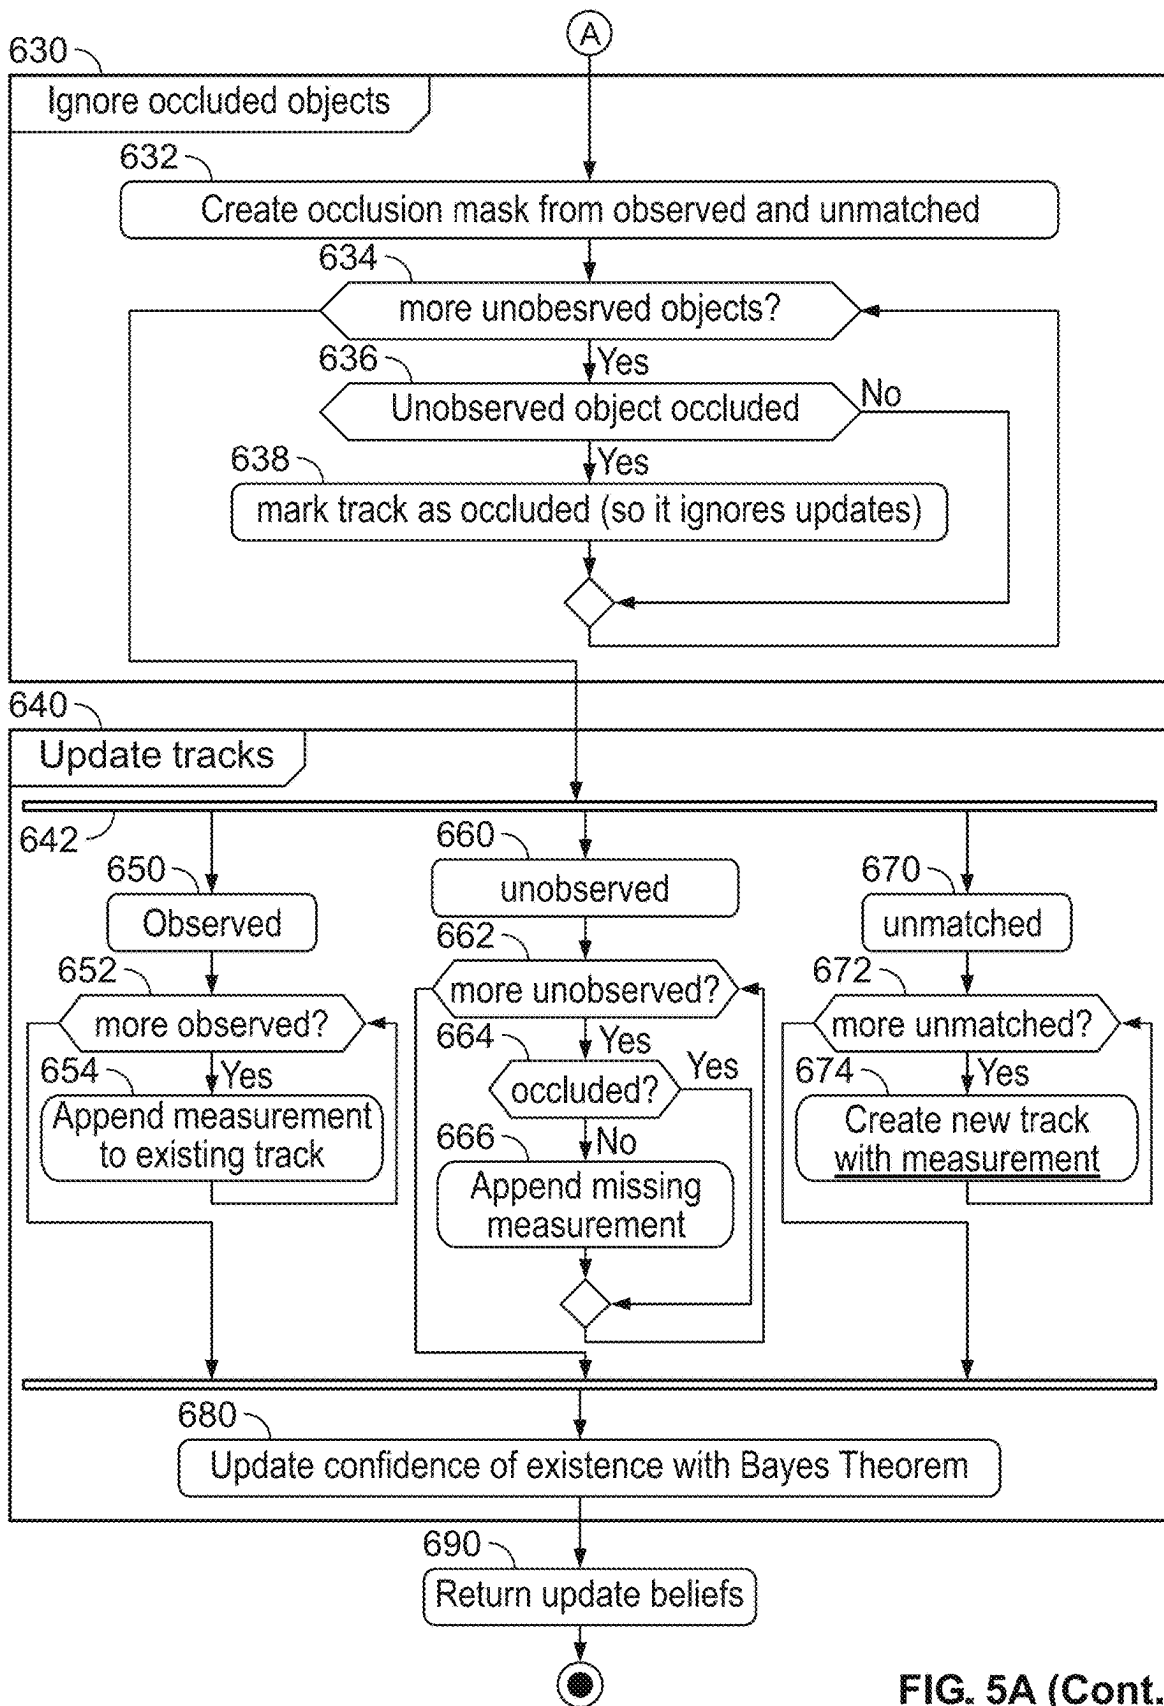 A
630
Ignore occluded objects
632
Create occlusion mask from observed and unmatched
634
more unobesrved objects?
Yes
636
Unobserved object occluded
No
Yes
638
mark track as occluded (so it ignores updates)
640
Update tracks
642
650
Observed
652
more observed?
Yes
654
Append measurement
to existing track
660
unobserved
662
more unobserved?
Yes
664
occluded?
Yes
No
666
Append missing
measurement
670
unmatched
672
more unmatched?
Yes
674
Create new track
with measurement
680
Update confidence of existence with Bayes Theorem
690
Return update beliefs
FIG. 5A (Cont.